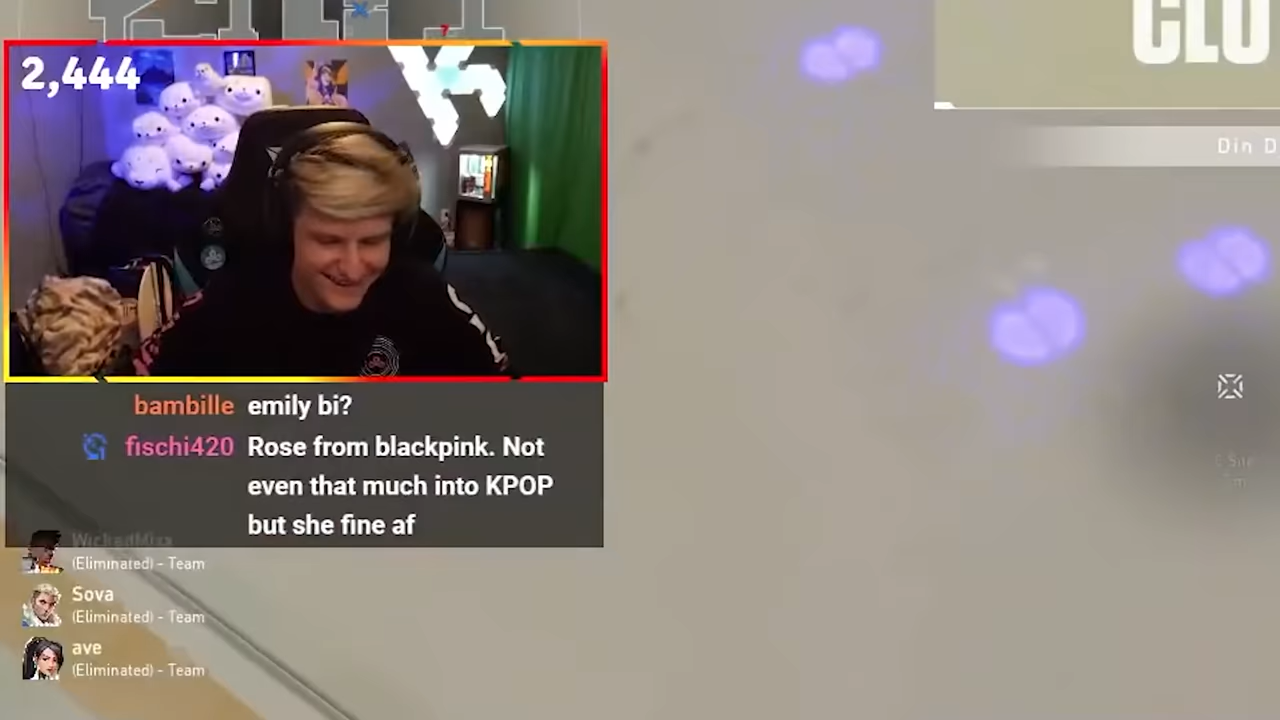 CLU
2,444
Din D
bambille emily bi?
fischi420 Rose from blackpink. Not
even that much into KPOP
but she fine af
WickedMixx
(Eliminated) - Team
Sova
(Eliminated) - Team
ave
(Eliminated) - Team